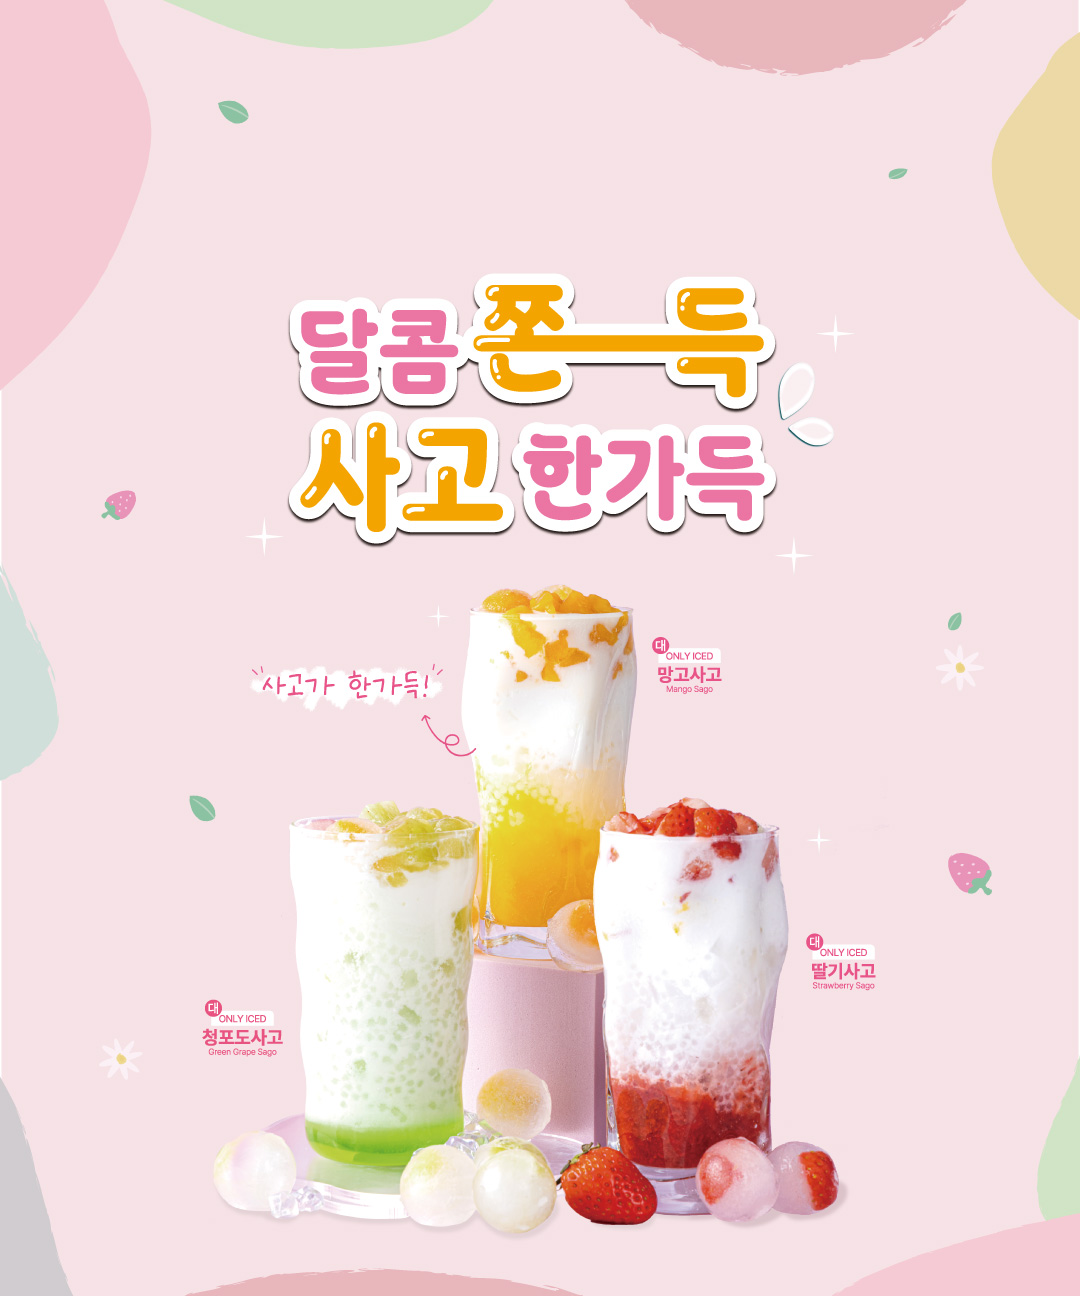 달콤 쫀득
사고 한가득
사고가 한가득!
대
ONLY ICED
망고사고
Mango Sago
대
ONLY ICED
딸기사고
Strawberry Sago
대
ONLY ICED
청포도사고
Green Grape Sago